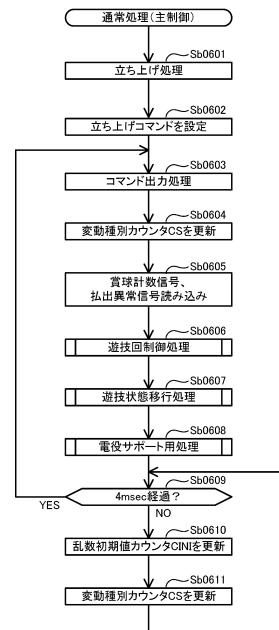 通常処理(主制御)
Sb0601
立ち上げ処理
Sb0602
立ち上げコマンドを設定
Sb0603
コマンド出力処理
Sb0604
変動種別カウンタCSを更新
Sb0605
賞球計数信号、
払出異常信号読み込み
Sb0606
遊技回制御処理
Sb0607
遊技状態移行処理
Sb0608
電役サポート用処理
Sb0609
4msec経過?
YES
NO
Sb0610
乱数初期値カウンタCINIを更新
Sb0611
変動種別カウンタCSを更新